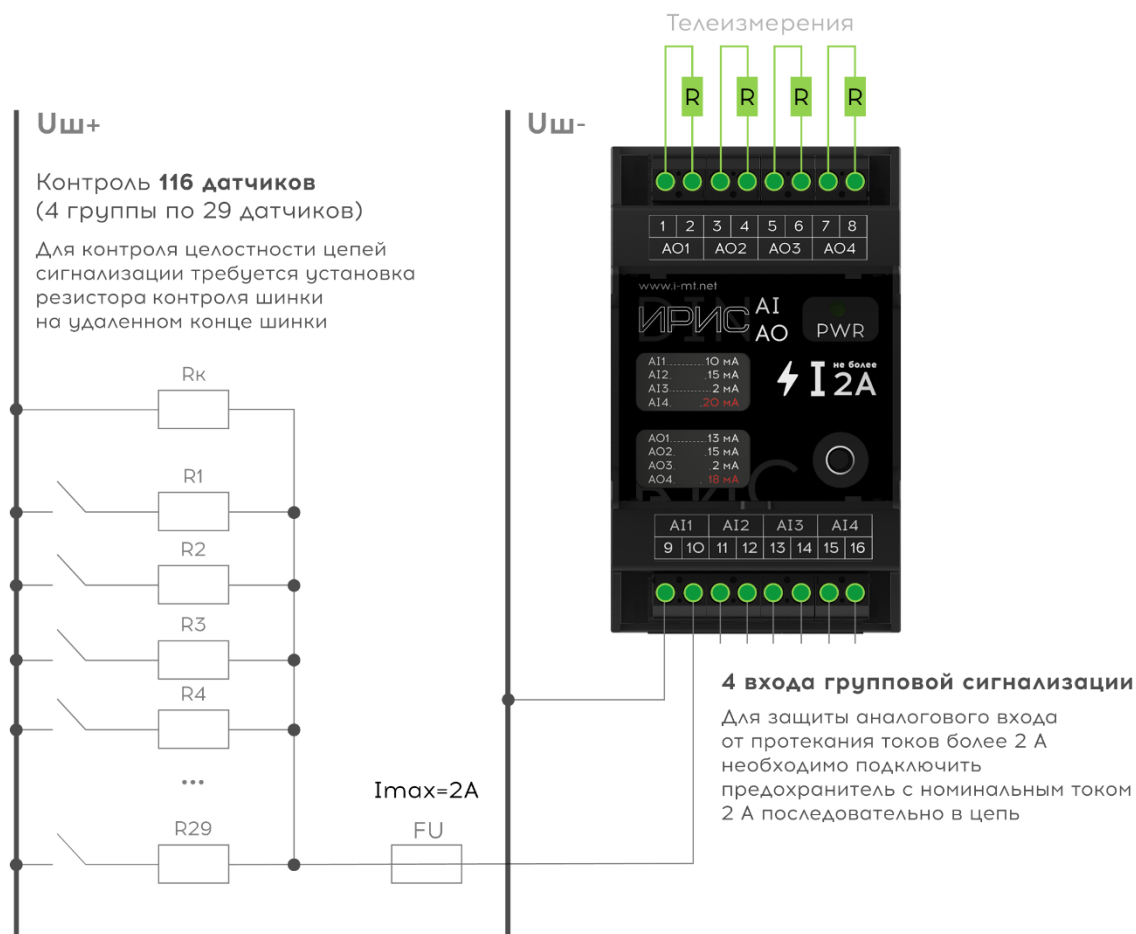 Телеизмерения
R R R R
Uш+
Uш-
Контроль 116 датчиков
(4 группы по 29 датчиков)
Для контроля целостности цепей
сигнализации требуется установка
резистора контроля шинки
на удаленном конце шинки
1 2 3 4 5 6 7 8
AO1 AO2 AO3 AO4
www.i-mt.net
DIN
ИРИС AI
AO
PWR
AI1 10 мА
AI2 15 мА
AI3 2 мА
AI4 20 мА
не более
I 2A
AO1 13 мА
AO2 15 мА
AO3 2 мА
AO4 18 мА
AI1 AI2 AI3 AI4
9 10 11 12 13 14 15 16
Rк
R1
R2
R3
R4
...
R29
Imax=2A
FU
4 входа групповой сигнализации
Для защиты аналогового входа
от протекания токов более 2 А
необходимо подключить
предохранитель с номинальным током
2 А последовательно в цепь